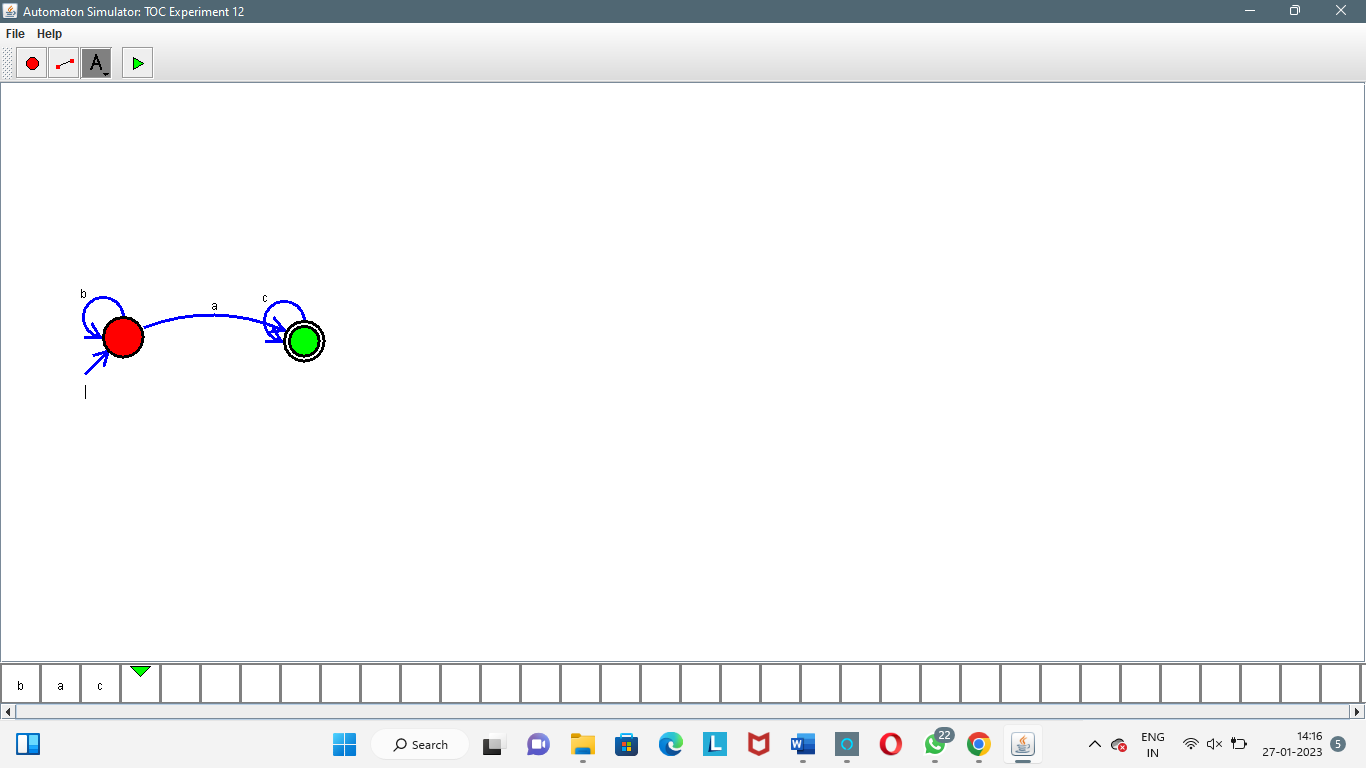 Automaton Simulator: TOC Experiment 12
File Help
A
b
a
c
b a c
Search
L
W
22
ENG
IN
14:16
27-01-2023
5